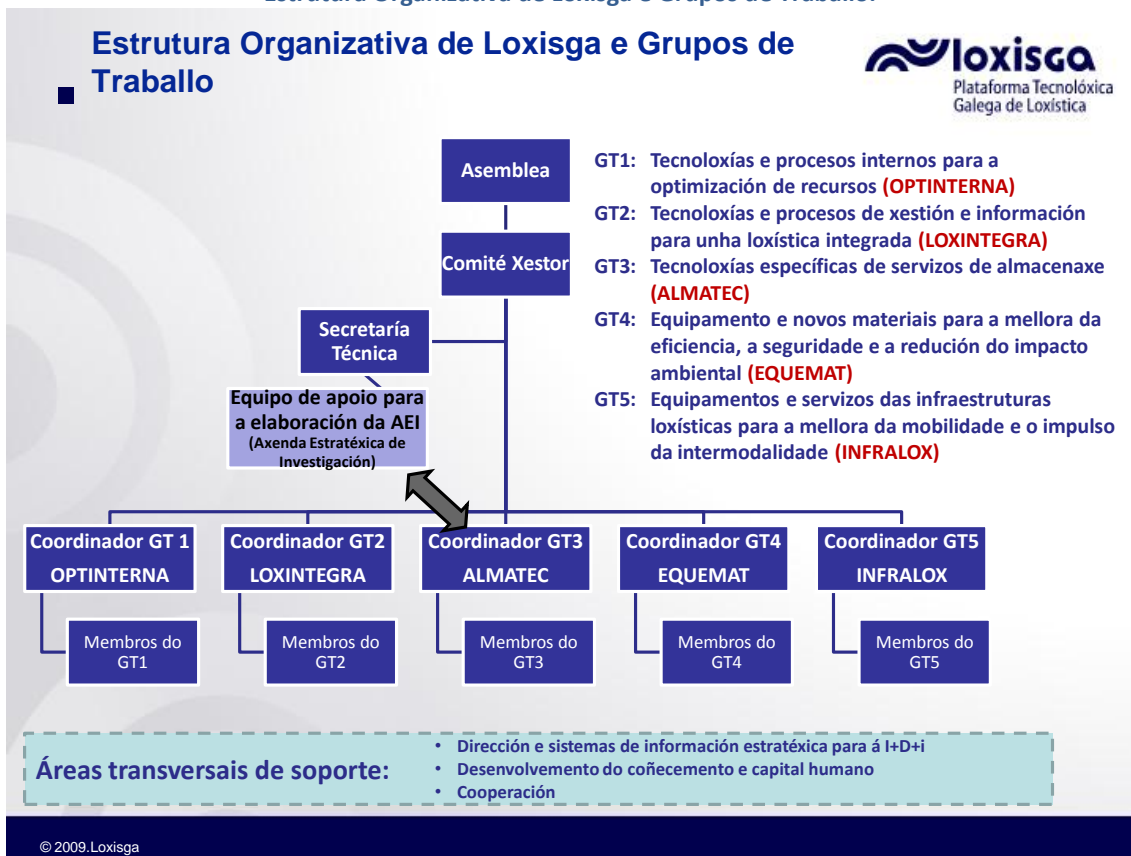 Estrutura Organizativa de Loxisga e Grupos de Traballo.
Estrutura Organizativa de Loxisga e Grupos de
Traballo
loxisga
Plataforma Tecnolóxica
Galega de Loxística
Asemblea
Comité Xestor
Secretaría
Técnica
Equipo de apoio para
a elaboración da AEI
(Axenda Estratéxica de
Investigación)
GT1: Tecnoloxías e procesos internos para a
optimización de recursos (OPTINTERNA)
GT2: Tecnoloxías e procesos de xestión e información
para unha loxística integrada (LOXINTEGRA)
GT3: Tecnoloxías específicas de servizos de almacenaxe
(ALMATEC)
GT4: Equipamento e novos materiais para a mellora da
eficiencia, a seguridade e a redución do impacto
ambiental (EQUEMAT)
GT5: Equipamentos e servizos das infraestruturas
loxísticas para a mellora da mobilidade e o impulso
da intermodalidade (INFRALOX)
Coordinador GT 1
OPTINTERNA
Coordinador GT2
LOXINTEGRA
Coordinador GT3
ALMATEC
Coordinador GT4
EQUEMAT
Coordinador GT5
INFRALOX
Membros do
GT1
Membros do
GT2
Membros do
GT3
Membros do
GT4
Membros do
GT5
Áreas transversais de soporte:
• Dirección e sistemas de información estratéxica para á I+D+i
• Desenvolvemento do coñecemento e capital humano
• Cooperación
© 2009.Loxisga